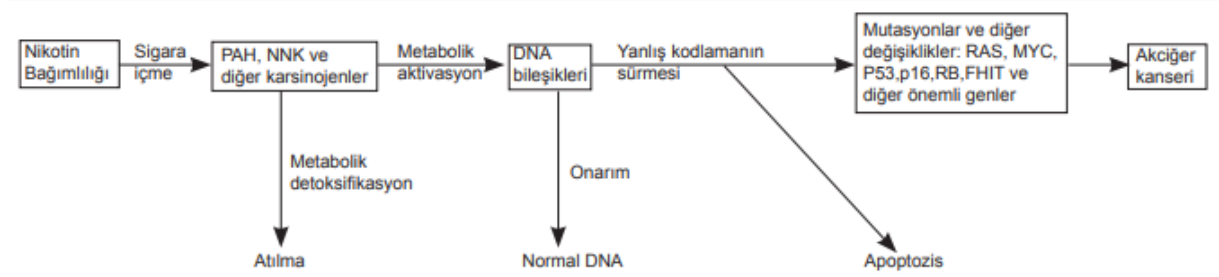 Nikotin
Bağımlılığı
Sigara
içme
PAH, NNK ve
diğer karsinojenler
Metabolik
aktivasyon
DNA
bileşikleri
Yanlış kodlamanın
sürmesi
Mutasyonlar ve diğer
değişiklikler: RAS, MYC,
P53,p16,RB,FHIT ve
diğer önemli genler
Akciğer
kanseri
Metabolik
detoksifikasyon
Onarım
Atılma
Normal DNA
Apoptozis